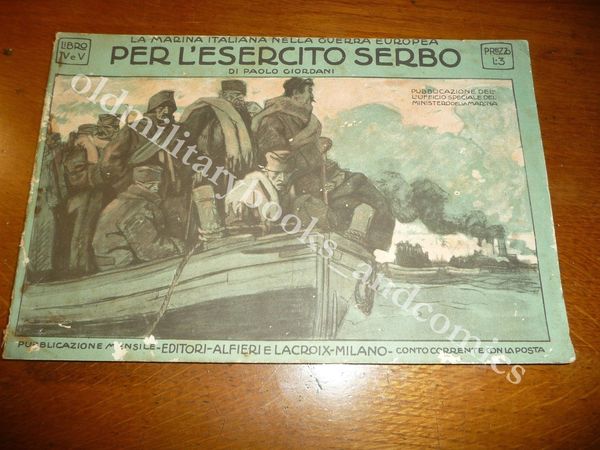 LA MARINA ITALIANA NELLA GUERRA EUROPEA
LIBRO
IV e V
PER L'ESERCITO SERBO
PREZZO
L:3
DI PAOLO GIORDANI
PUBBLICAZIONE DEL-
L'UFFICIO SPECIALE DEL
MINISTERO DELLA MARINA
oldmilitarybooks_andcomics
PUBBLICAZIONE MENSILE-EDITORI-ALFIERI E LACROIX-MILANO-CONTO CORRENTE CON LA POSTA